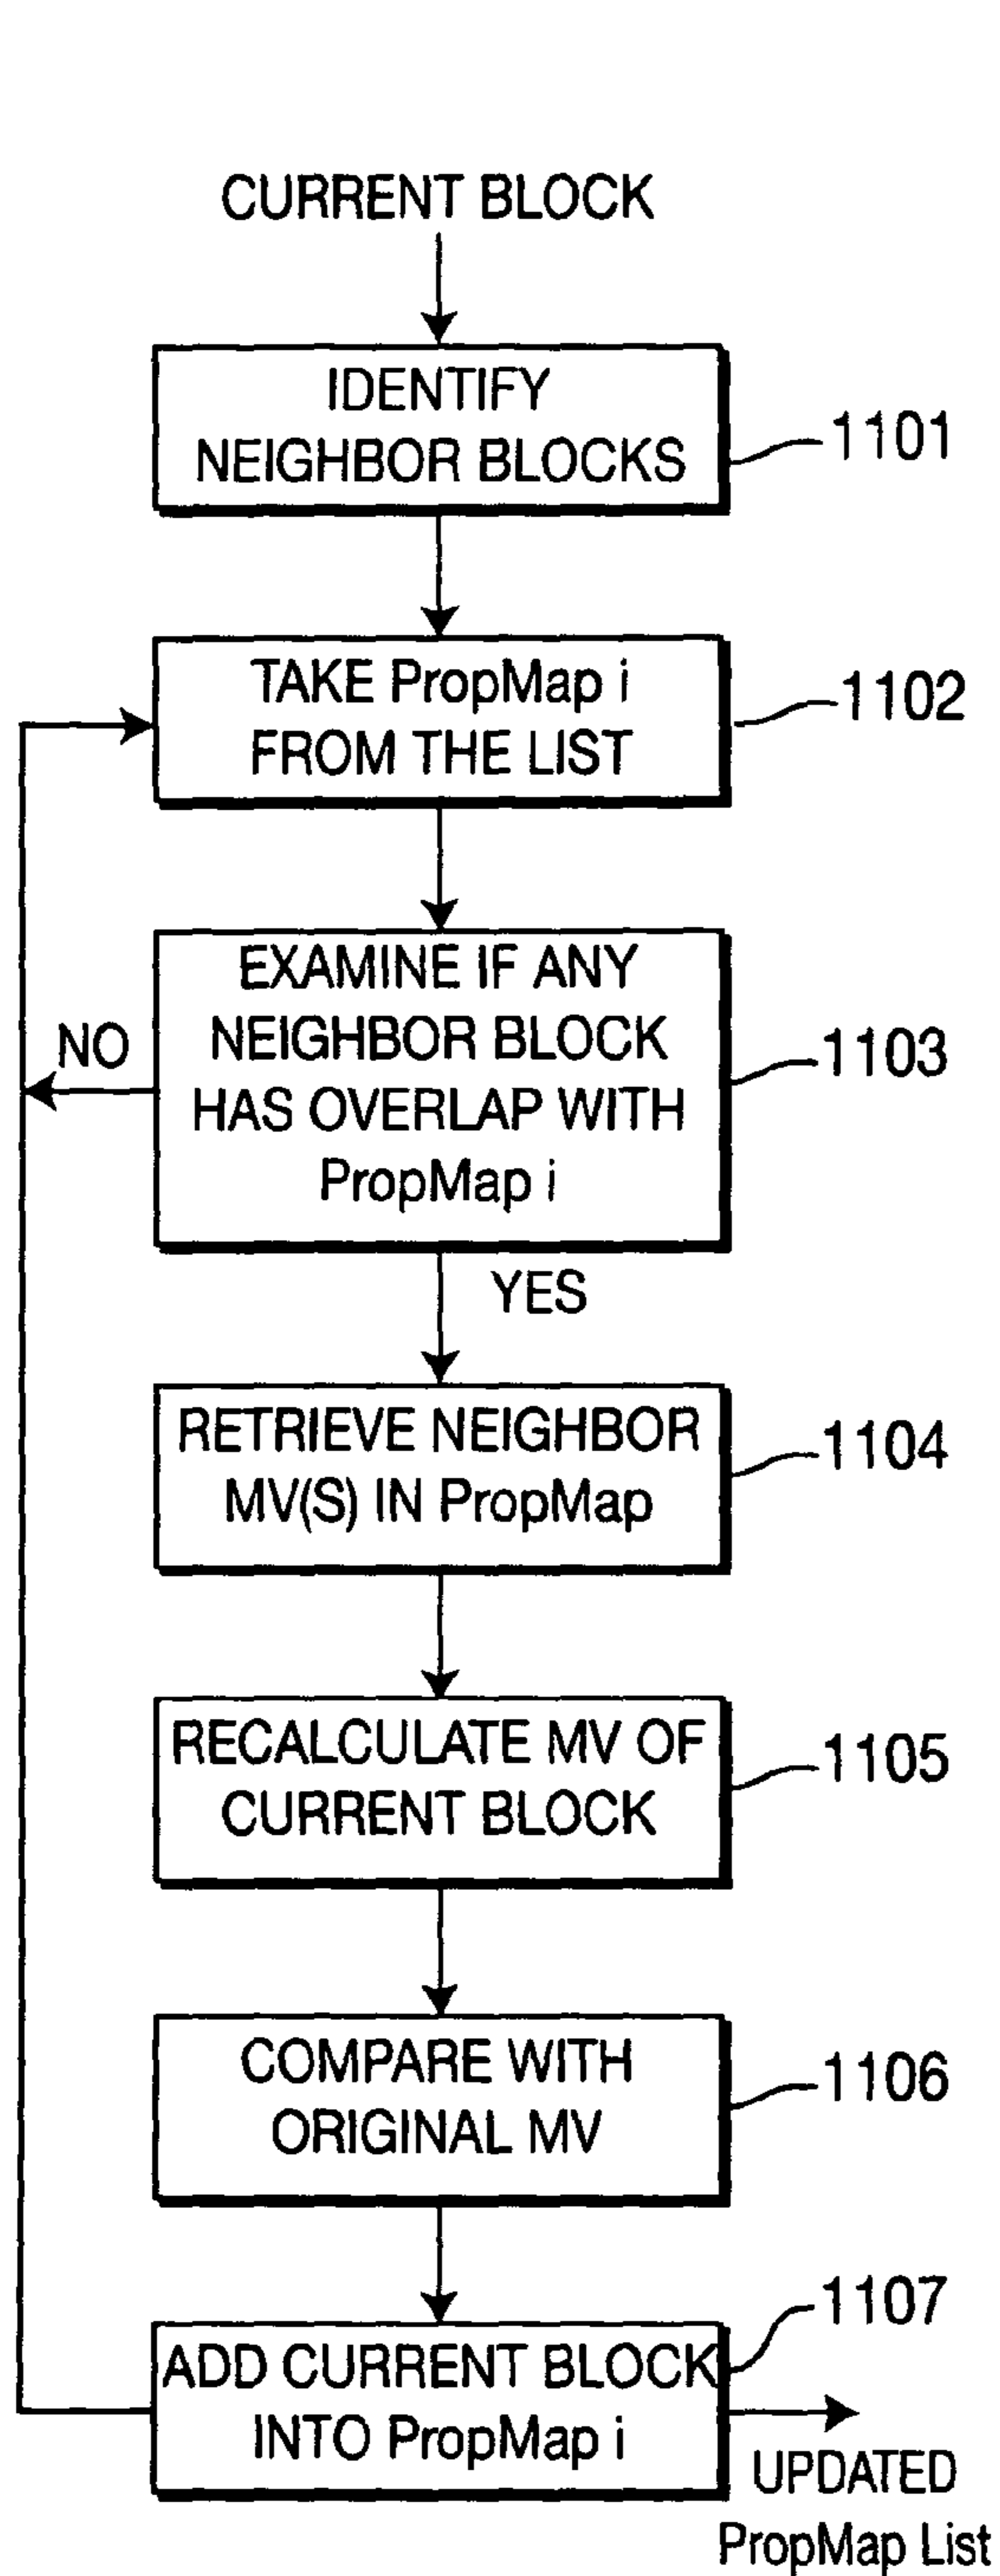 CURRENT BLOCK
IDENTIFY
NEIGHBOR BLOCKS
1101
TAKE PropMap i
FROM THE LIST
1102
EXAMINE IF ANY
NEIGHBOR BLOCK
HAS OVERLAP WITH
PropMap i
1103
NO
YES
RETRIEVE NEIGHBOR
MV(S) IN PropMap
1104
RECALCULATE MV OF
CURRENT BLOCK
1105
COMPARE WITH
ORIGINAL MV
1106
ADD CURRENT BLOCK
INTO PropMap i
1107
UPDATED
PropMap List